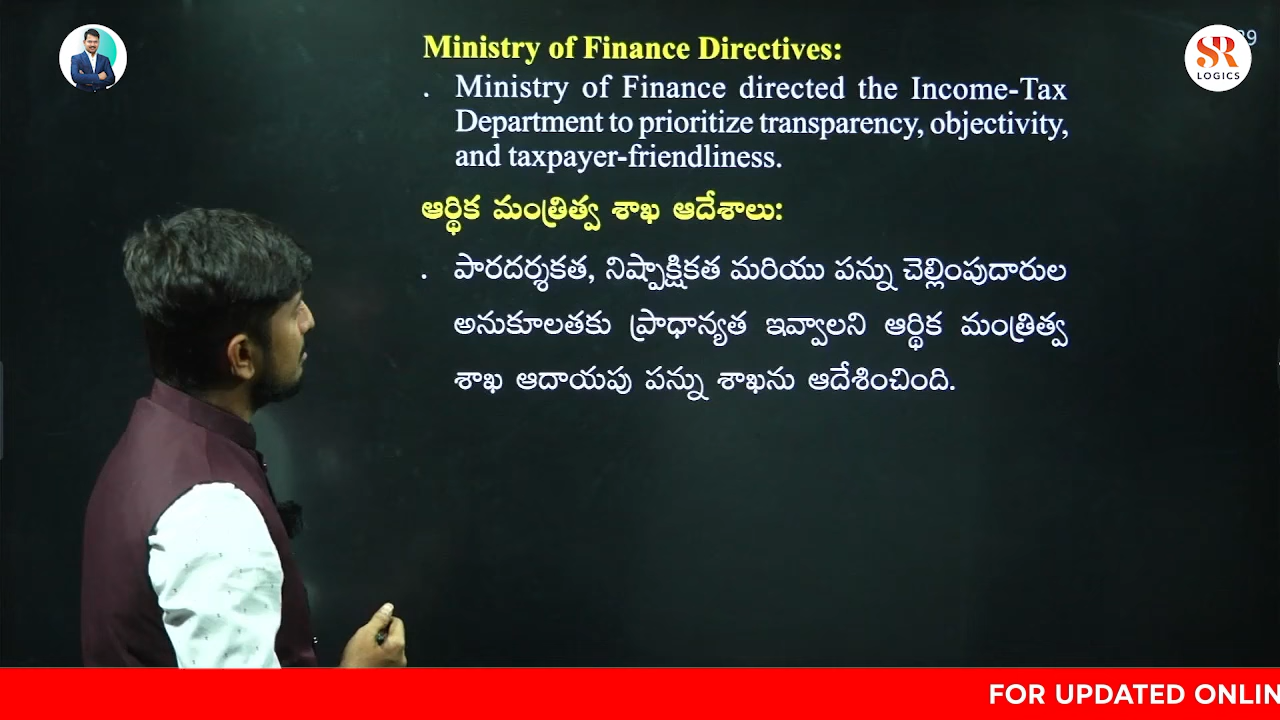 Ministry of Finance Directives:
. Ministry of Finance directed the Income-Tax
Department to prioritize transparency, objectivity,
and taxpayer-friendliness.
ఆర్థిక మంత్రిత్వ శాఖ ఆదేశాలు:
. పారదర్శకత, నిష్పాక్షికత మరియు పన్ను చెల్లింపుదారుల
అనుకూలతకు ప్రాధాన్యత ఇవ్వాలని ఆర్థిక మంత్రిత్వ
శాఖ ఆదాయపు పన్ను శాఖను ఆదేశించింది.
SR
LOGICS
FOR UPDATED ONLIN